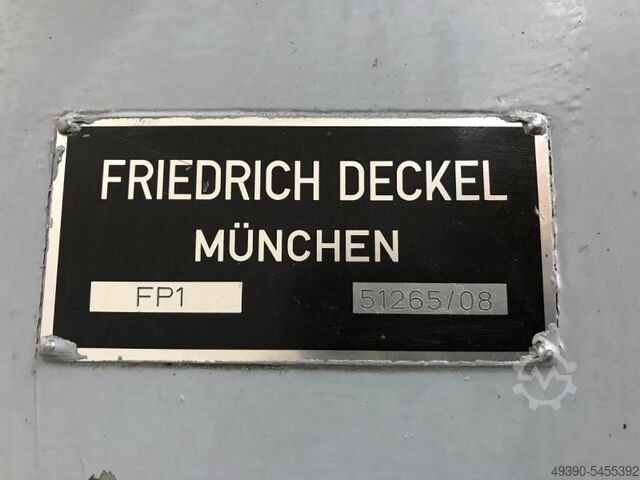 FRIEDRICH DECKEL
MÜNCHEN
FP1 51265/08
49390-5455392